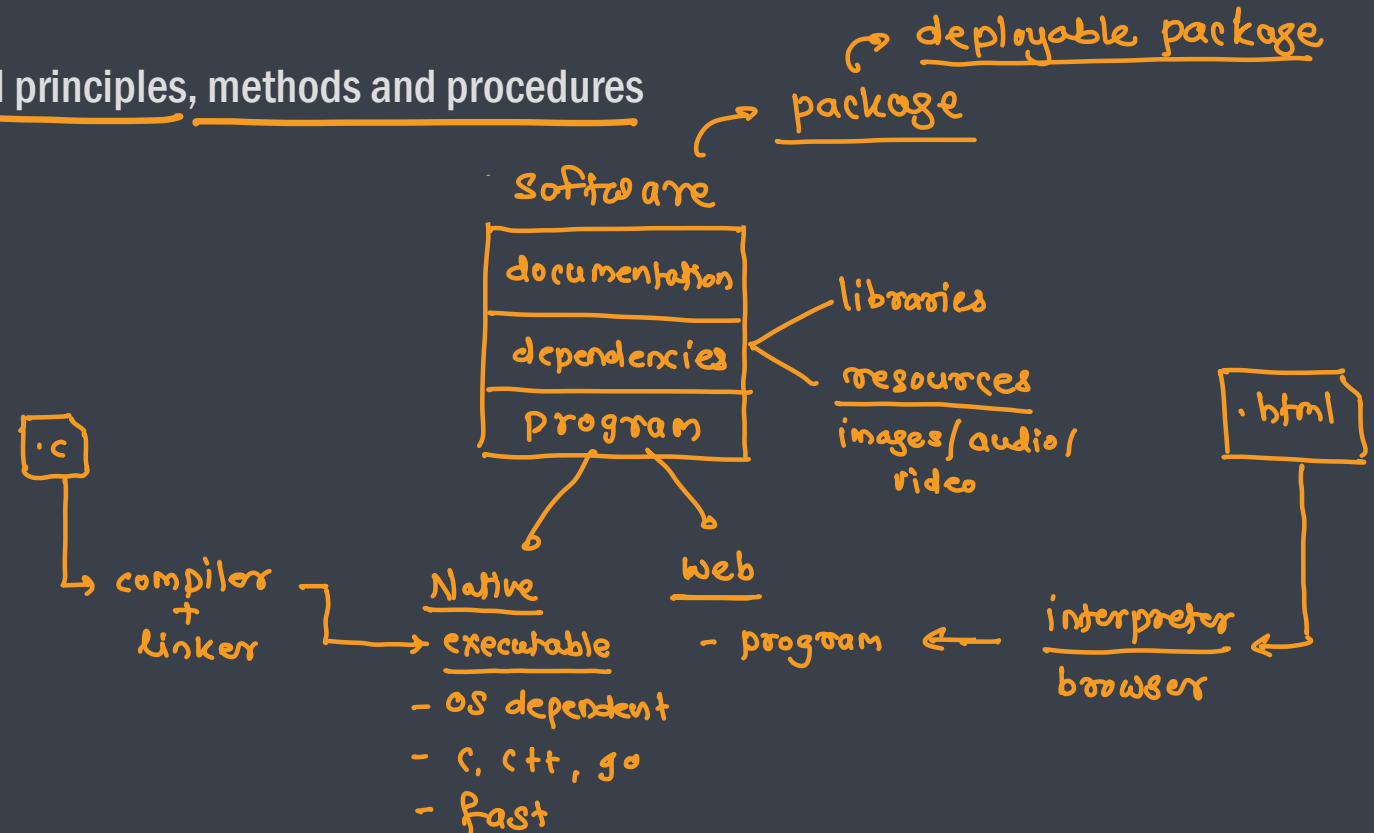 deployable package
l principles, methods and procedures
package
Software
documentation
libraries
dependencies
resources
program
images/audio/
video
.c
.html
compiler
+
linker
Native
executable
- OS dependent
- C, C++, go
- fast
web
- program
interpreter
browser